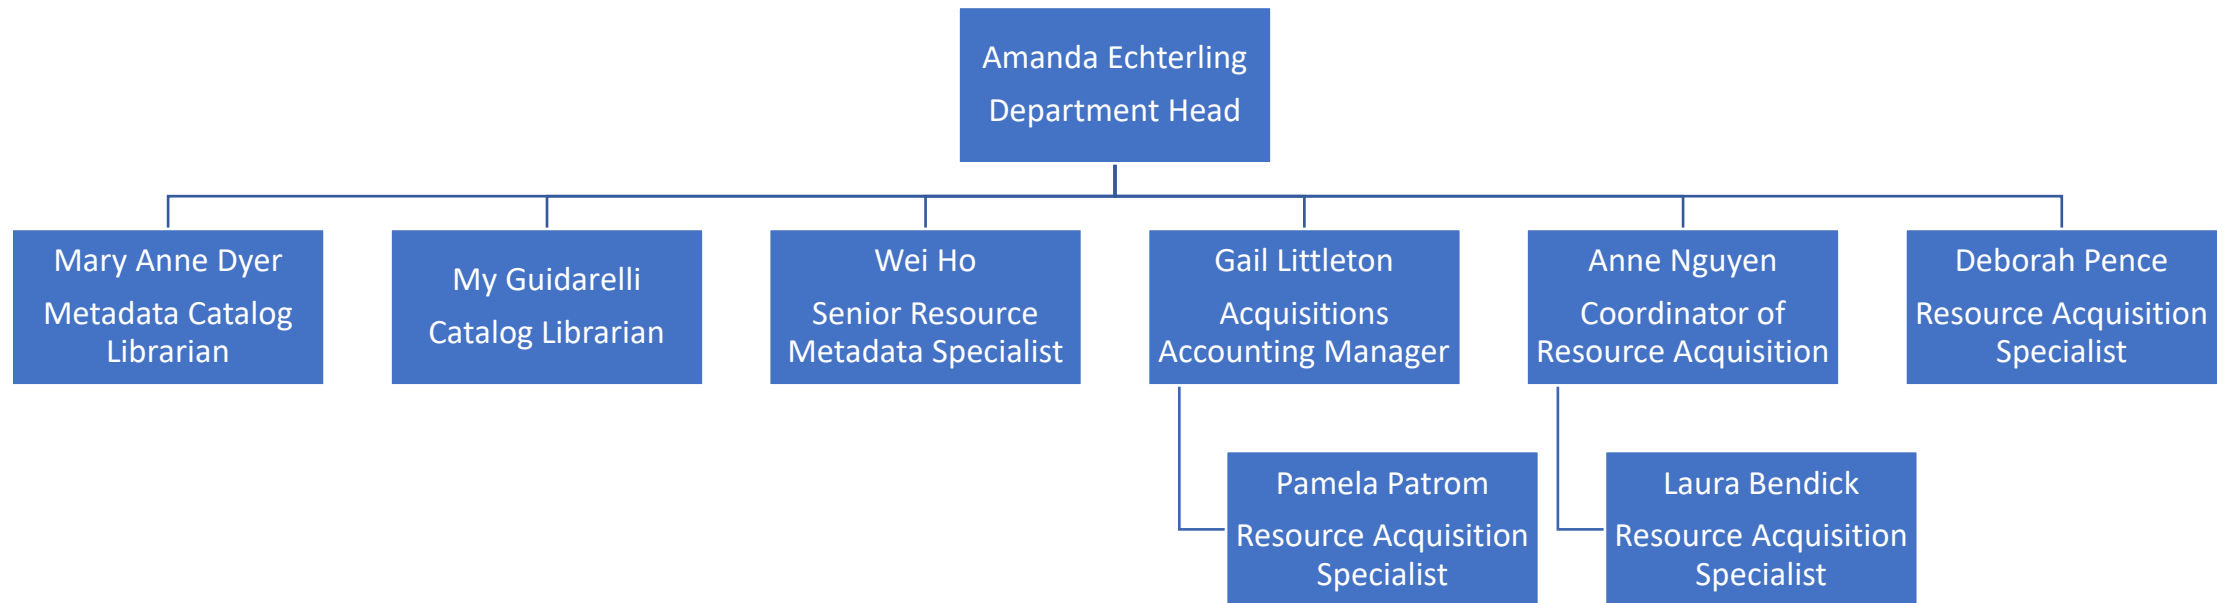 Amanda Echterling
Department Head
Mary Anne Dyer
Metadata Catalog
Librarian
My Guidarelli
Catalog Librarian
Wei Ho
Senior Resource
Metadata Specialist
Gail Littleton
Acquisitions
Accounting Manager
Anne Nguyen
Coordinator of
Resource Acquisition
Deborah Pence
Resource Acquisition
Specialist
Pamela Patrom
Resource Acquisition
Specialist
Laura Bendick
Resource Acquisition
Specialist